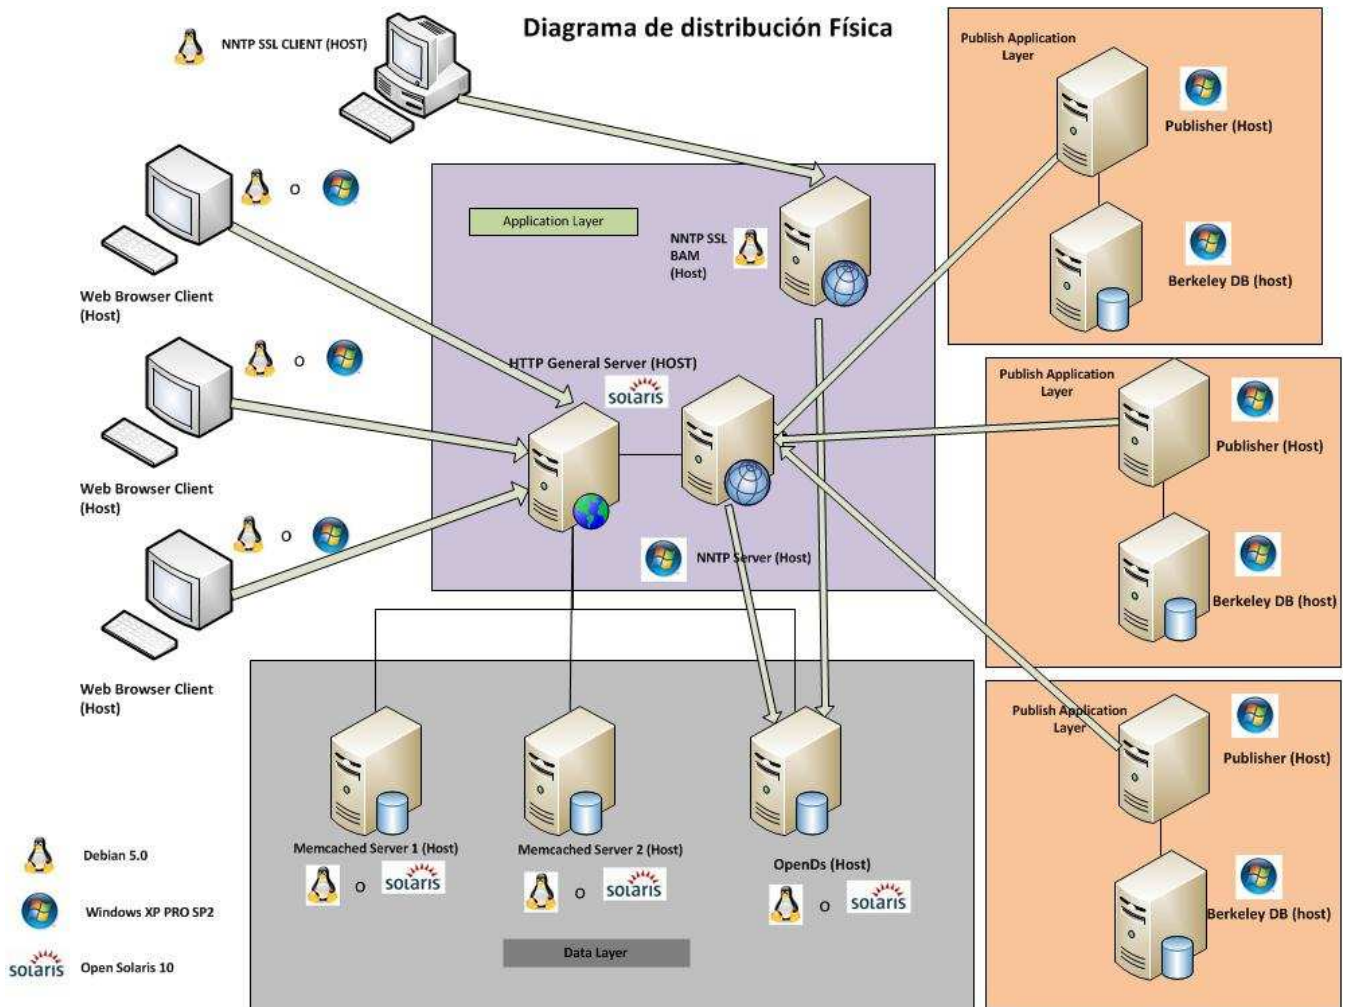 Diagrama de distribución Física
NNTP SSL CLIENT (HOST)
o
Web Browser Client
(Host)
o
Web Browser Client
(Host)
o
Web Browser Client
(Host)
Application Layer
NNTP SSL
BAM
(Host)
HTTP General Server (HOST)
solaris
NNTP Server (Host)
Publish Application
Layer
Publisher (Host)
Berkeley DB (host)
Publish Application
Layer
Publisher (Host)
Berkeley DB (host)
Publish Application
Layer
Publisher (Host)
Berkeley DB (host)
Memcached Server 1 (Host)
o solaris
Memcached Server 2 (Host)
o solaris
OpenDs (Host)
o solaris
Data Layer
Debian 5.0
Windows XP PRO SP2
solaris Open Solaris 10